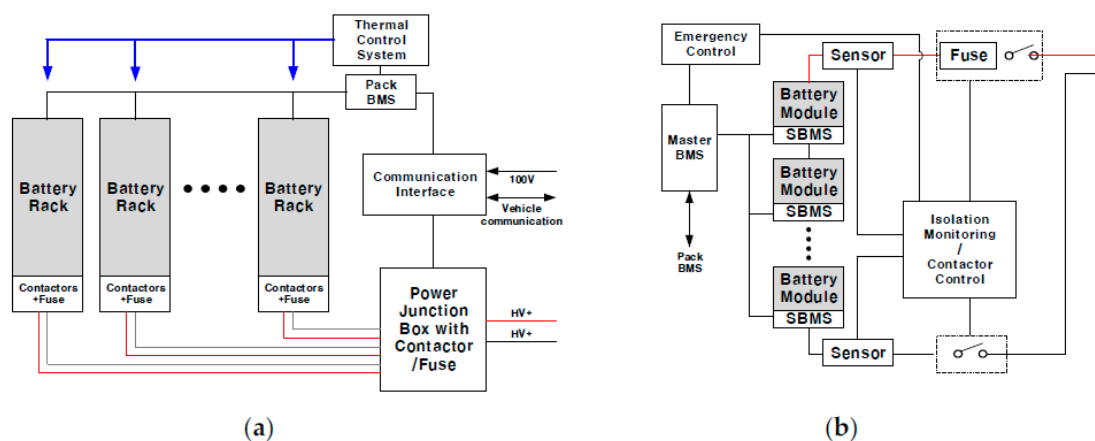 Thermal
Control
System
Pack
BMS
Battery
Rack
Battery
Rack
Battery
Rack
Communication
Interface
100V
Vehicle
communication
Contactors
+Fuse
Contactors
+Fuse
Contactors
+Fuse
Power
Junction
Box with
Contactor
/Fuse
HV+
HV+
(a)
Emergency
Control
Sensor
Fuse
Battery
Module
SBMS
Master
BMS
Battery
Module
SBMS
Pack
BMS
Isolation
Monitoring
/
Contactor
Control
Battery
Module
SBMS
Sensor
(b)